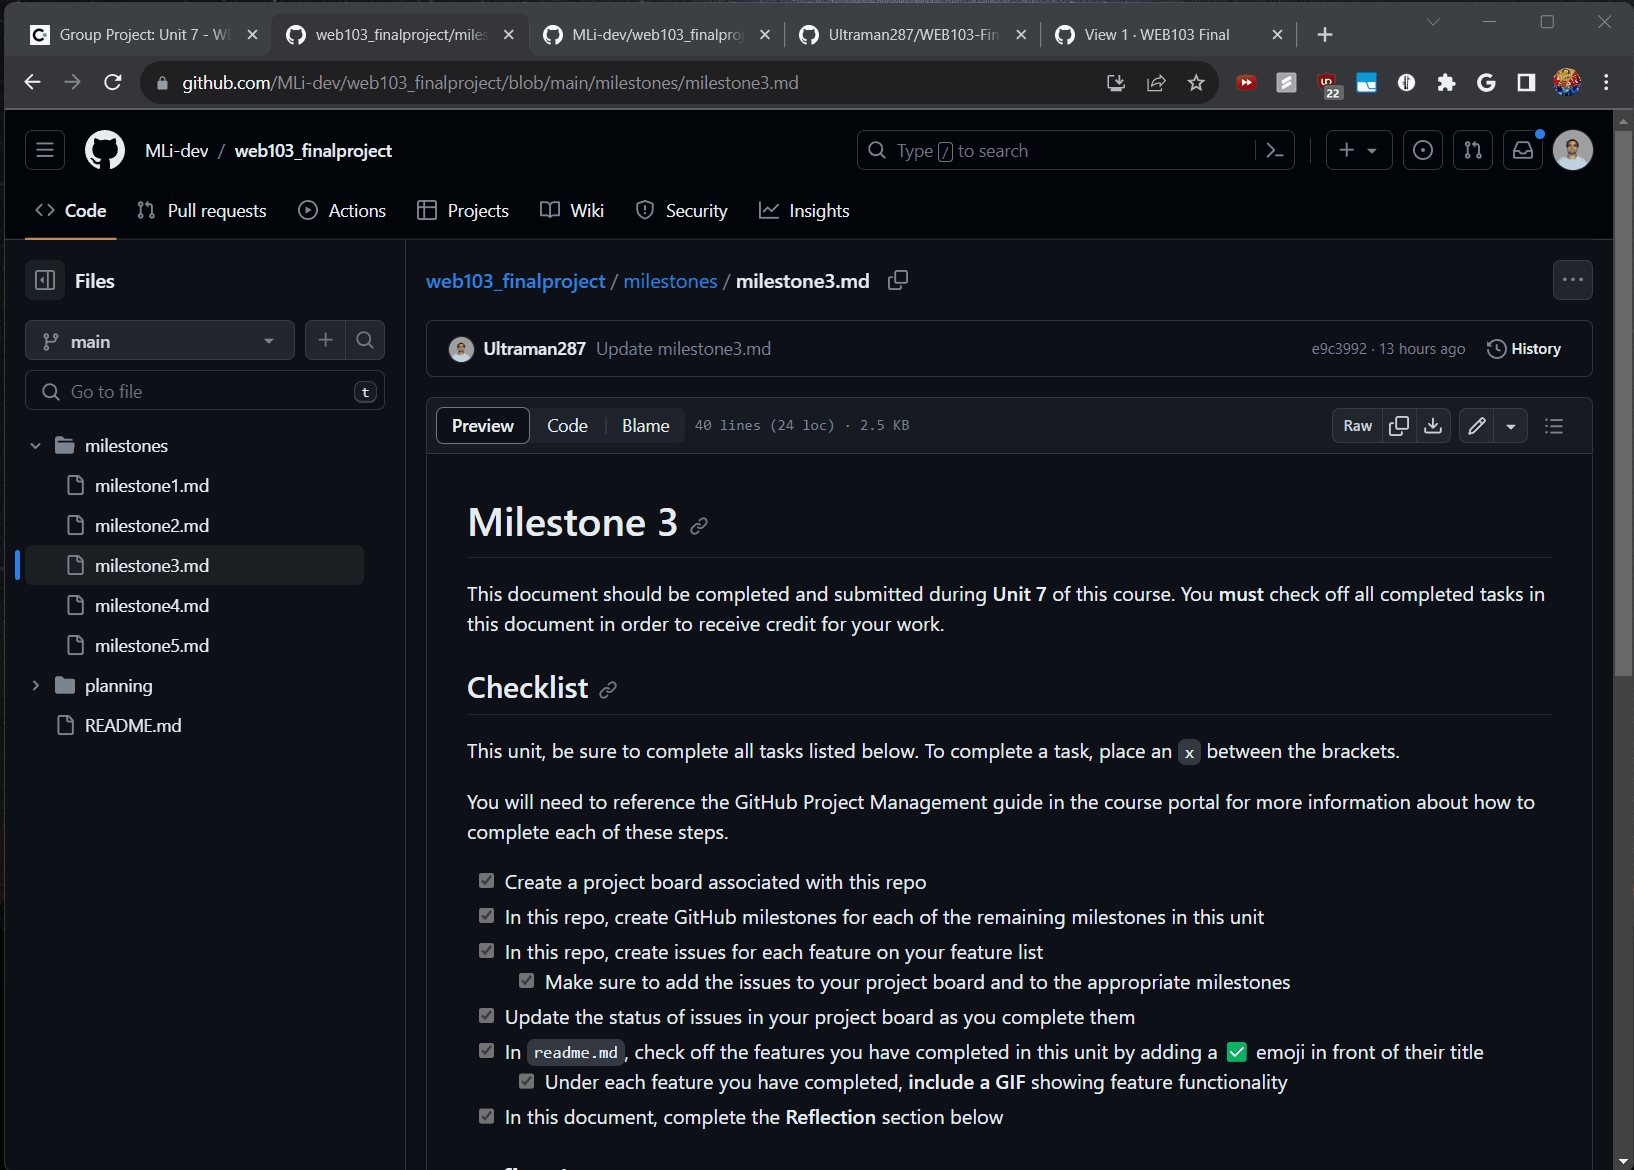 Group Project: Unit 7 - WE
web103_finalproject/miles
MLi-dev/web103_finalproj
Ultraman287/WEB103-Fin
View 1 · WEB103 Final
github.com/MLi-dev/web103_finalproject/blob/main/milestones/milestone3.md
22
MLi-dev / web103_finalproject
Type / to search
Code
Pull requests
Actions
Projects
Wiki
Security
Insights
Files
web103_finalproject / milestones / milestone3.md
main
Ultraman287 Update milestone3.md
e9c3992 · 13 hours ago
History
Go to file
t
Preview
Code
Blame
40 lines (24 loc) · 2.5 KB
Raw
milestones
milestone1.md
milestone2.md
milestone3.md
milestone4.md
milestone5.md
planning
README.md
Milestone 3
This document should be completed and submitted during Unit 7 of this course. You must check off all completed tasks in
this document in order to receive credit for your work.
Checklist
This unit, be sure to complete all tasks listed below. To complete a task, place an x between the brackets.
You will need to reference the GitHub Project Management guide in the course portal for more information about how to
complete each of these steps.
Create a project board associated with this repo
In this repo, create GitHub milestones for each of the remaining milestones in this unit
In this repo, create issues for each feature on your feature list
Make sure to add the issues to your project board and to the appropriate milestones
Update the status of issues in your project board as you complete them
In readme.md, check off the features you have completed in this unit by adding a ✅ emoji in front of their title
Under each feature you have completed, include a GIF showing feature functionality
In this document, complete the Reflection section below